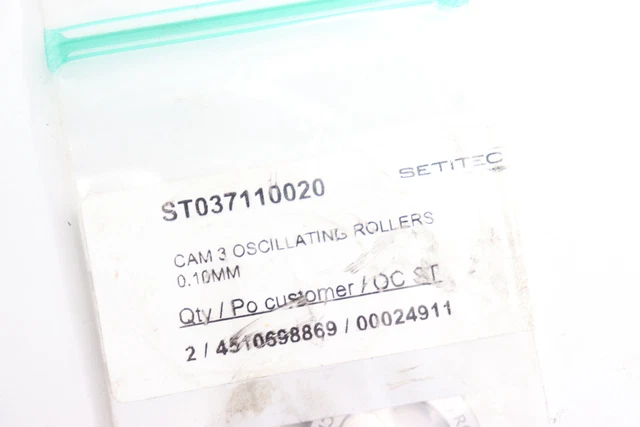 SETITEC
ST037110020
CAM 3 OSCILLATING ROLLERS
0.10MM
Qty / Po customer / OC ST
2 / 4510698869 / 00024911